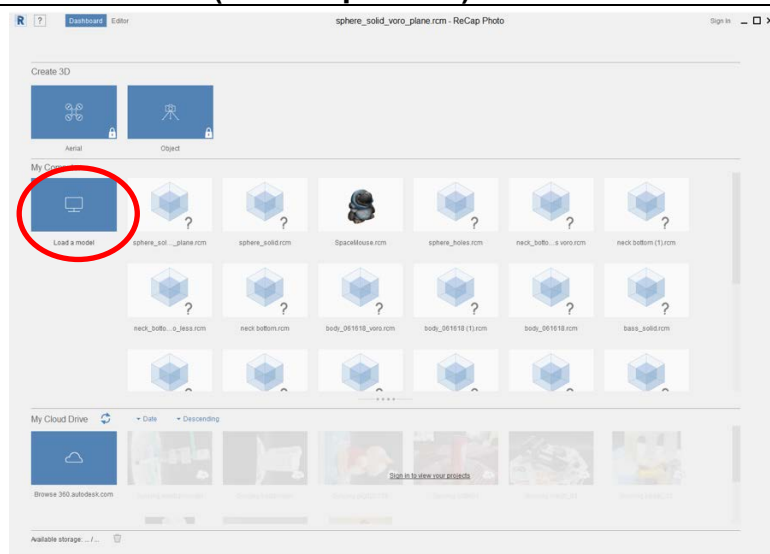 R ? Dashboard Editor sphere_solid_voro_plane.rcm - ReCap Photo Sign In
Create 3D
Aerial Object
Load a model sphere_sol..._plane.rcm sphere_solid.rcm SpaceMouse.rcm sphere_holes.rcm neck_botto...s voro.rcm neck bottom (1).rcm
neck_botto...o_less.rcm neck bottom.rcm body_061618_voro.rcm body_061618 (1).rcm body_061618.rcm bass_solid.rcm
My Cloud Drive Date Descending
Sign in to view your projects
Browse 360.autodesk.com
Available storage: ... / ...